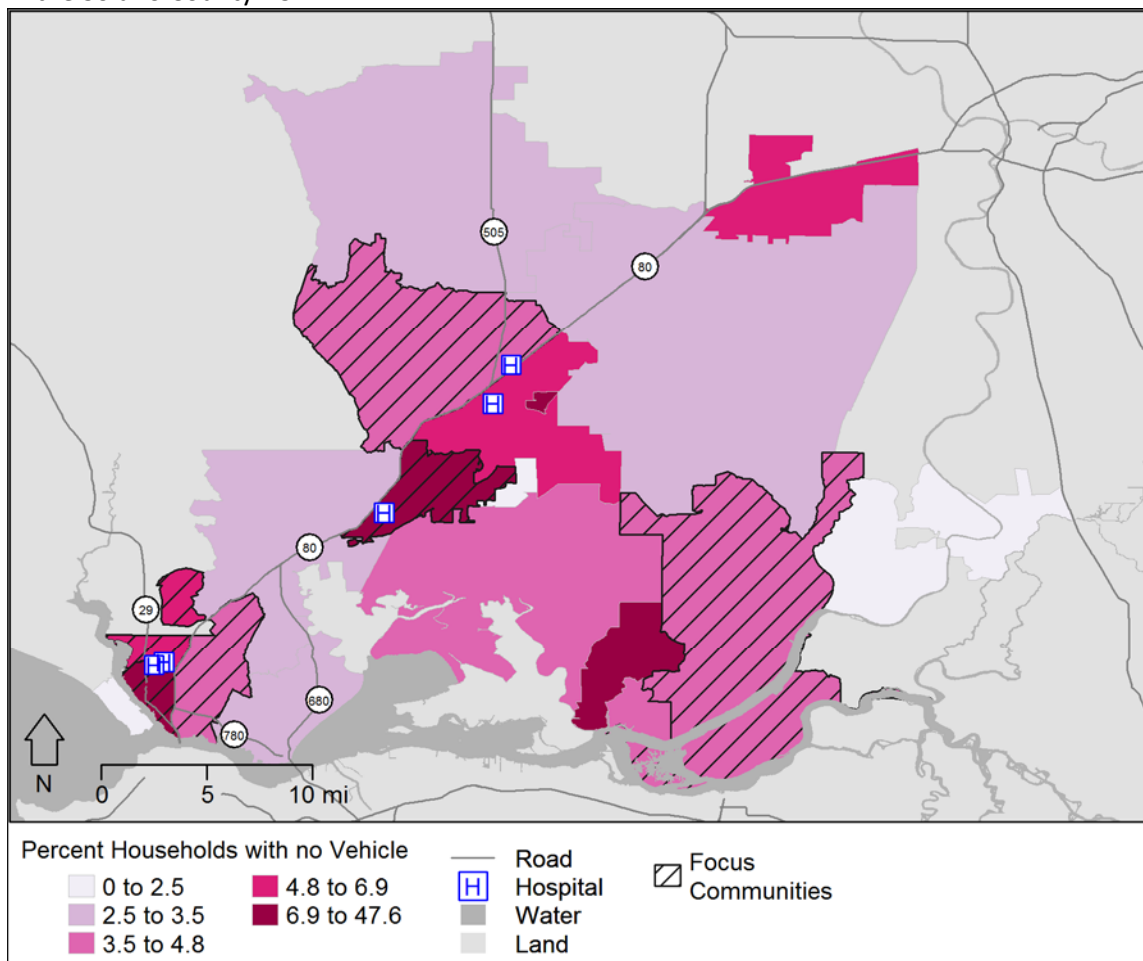 505
80
80
29
680
780
N
0 5 10 mi
Percent Households with no Vehicle
0 to 2.5
2.5 to 3.5
3.5 to 4.8
4.8 to 6.9
6.9 to 47.6
Road
H Hospital
Water
Land
Focus
Communities
H
H
H
H
H